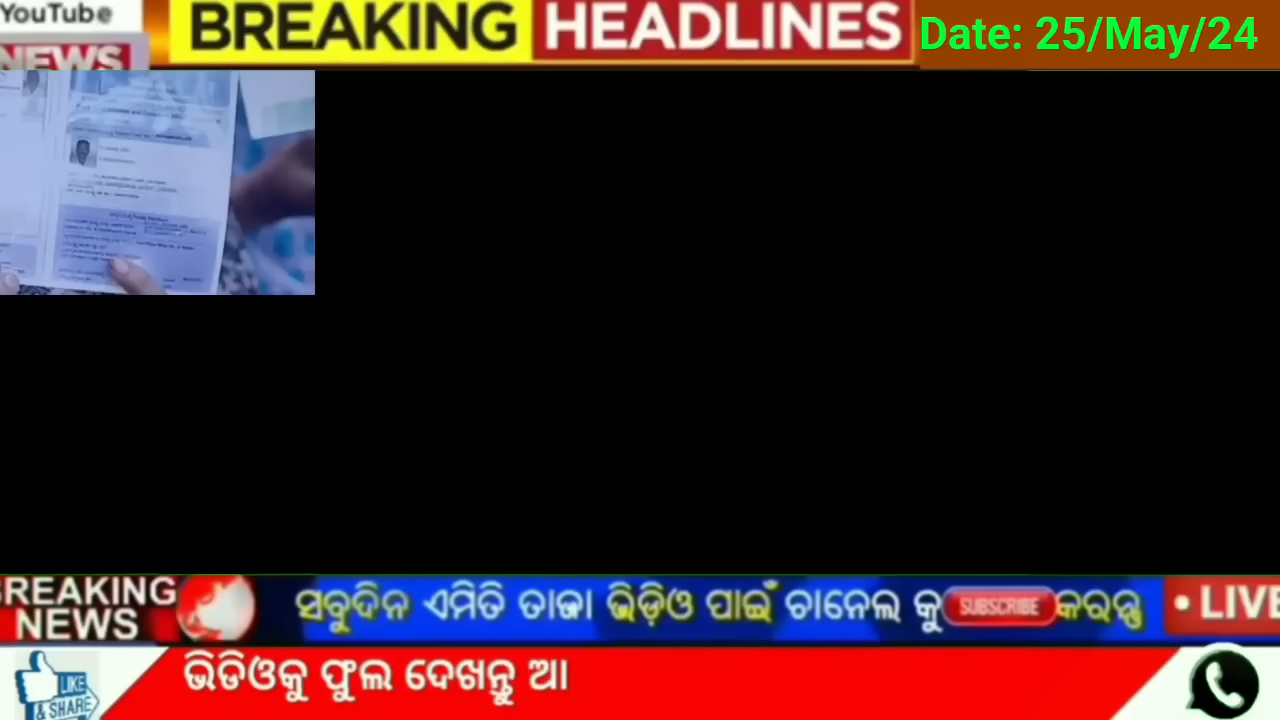 YouTube
NEWS
BREAKING HEADLINES
Date: 25/May/24
BREAKING
NEWS
ସବୁଦିନ ଏମିତି ତାଜା ଭିଡ଼ିଓ ପାଇଁ ଚାନେଲ କୁ SUBSCRIBE କରନ୍ତୁ
• LIVE
LIKE
& SHARE
ଭିଡିଓକୁ ଫୁଲ ଦେଖନ୍ତୁ ଆ